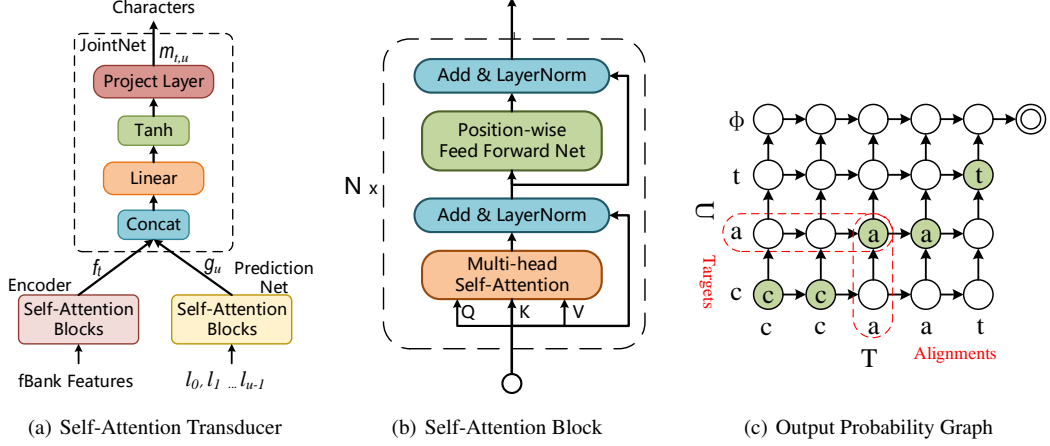 Characters
JointNet
m_{t,u}
Project Layer
Tanh
Linear
Concat
f_t
g_u
Encoder
Prediction
Net
Self-Attention
Blocks
Self-Attention
Blocks
fBank Features
l_0, l_1 ... l_{u-1}
(a) Self-Attention Transducer
Add & LayerNorm
Position-wise
Feed Forward Net
N x
Add & LayerNorm
Multi-head
Self-Attention
Q K V
(b) Self-Attention Block
ϕ
t t
U
a a a
Targets
c c c
c c a a t
T
Alignments
(c) Output Probability Graph